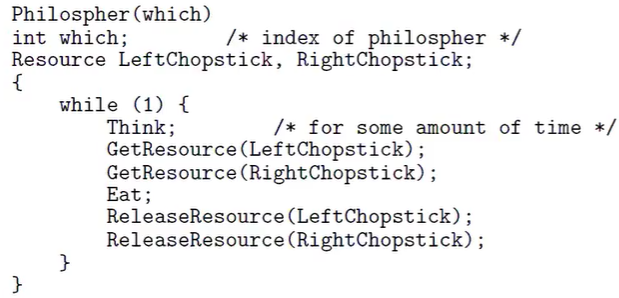 Philospher(which)
int which;        /* index of philospher */
Resource LeftChopstick, RightChopstick;
{
    while (1) {
        Think;        /* for some amount of time */
        GetResource(LeftChopstick);
        GetResource(RightChopstick);
        Eat;
        ReleaseResource(LeftChopstick);
        ReleaseResource(RightChopstick);
    }
}